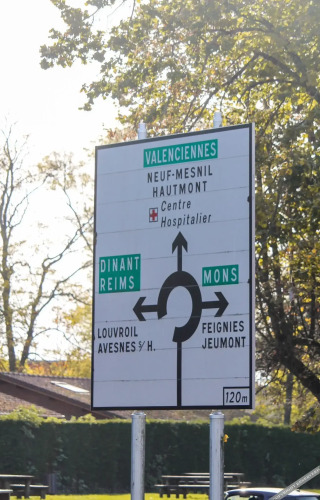 VALENCIENNES
NEUF-MESNIL
HAUTMONT
Centre
Hospitalier
DINANT
REIMS
MONS
LOUVROIL
AVESNES s/H.
FEIGNIES
JEUMONT
120m